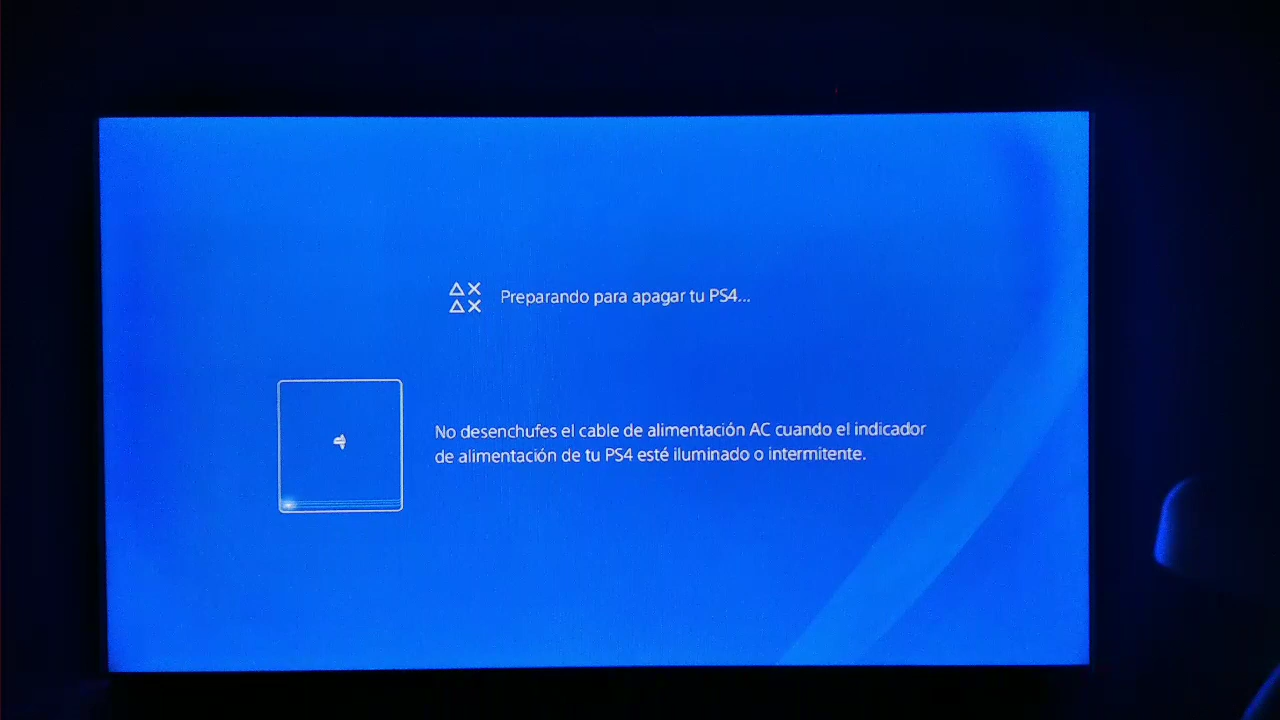 Preparando para apagar tu PS4...
No desenchufes el cable de alimentación AC cuando el indicador
de alimentación de tu PS4 esté iluminado o intermitente.